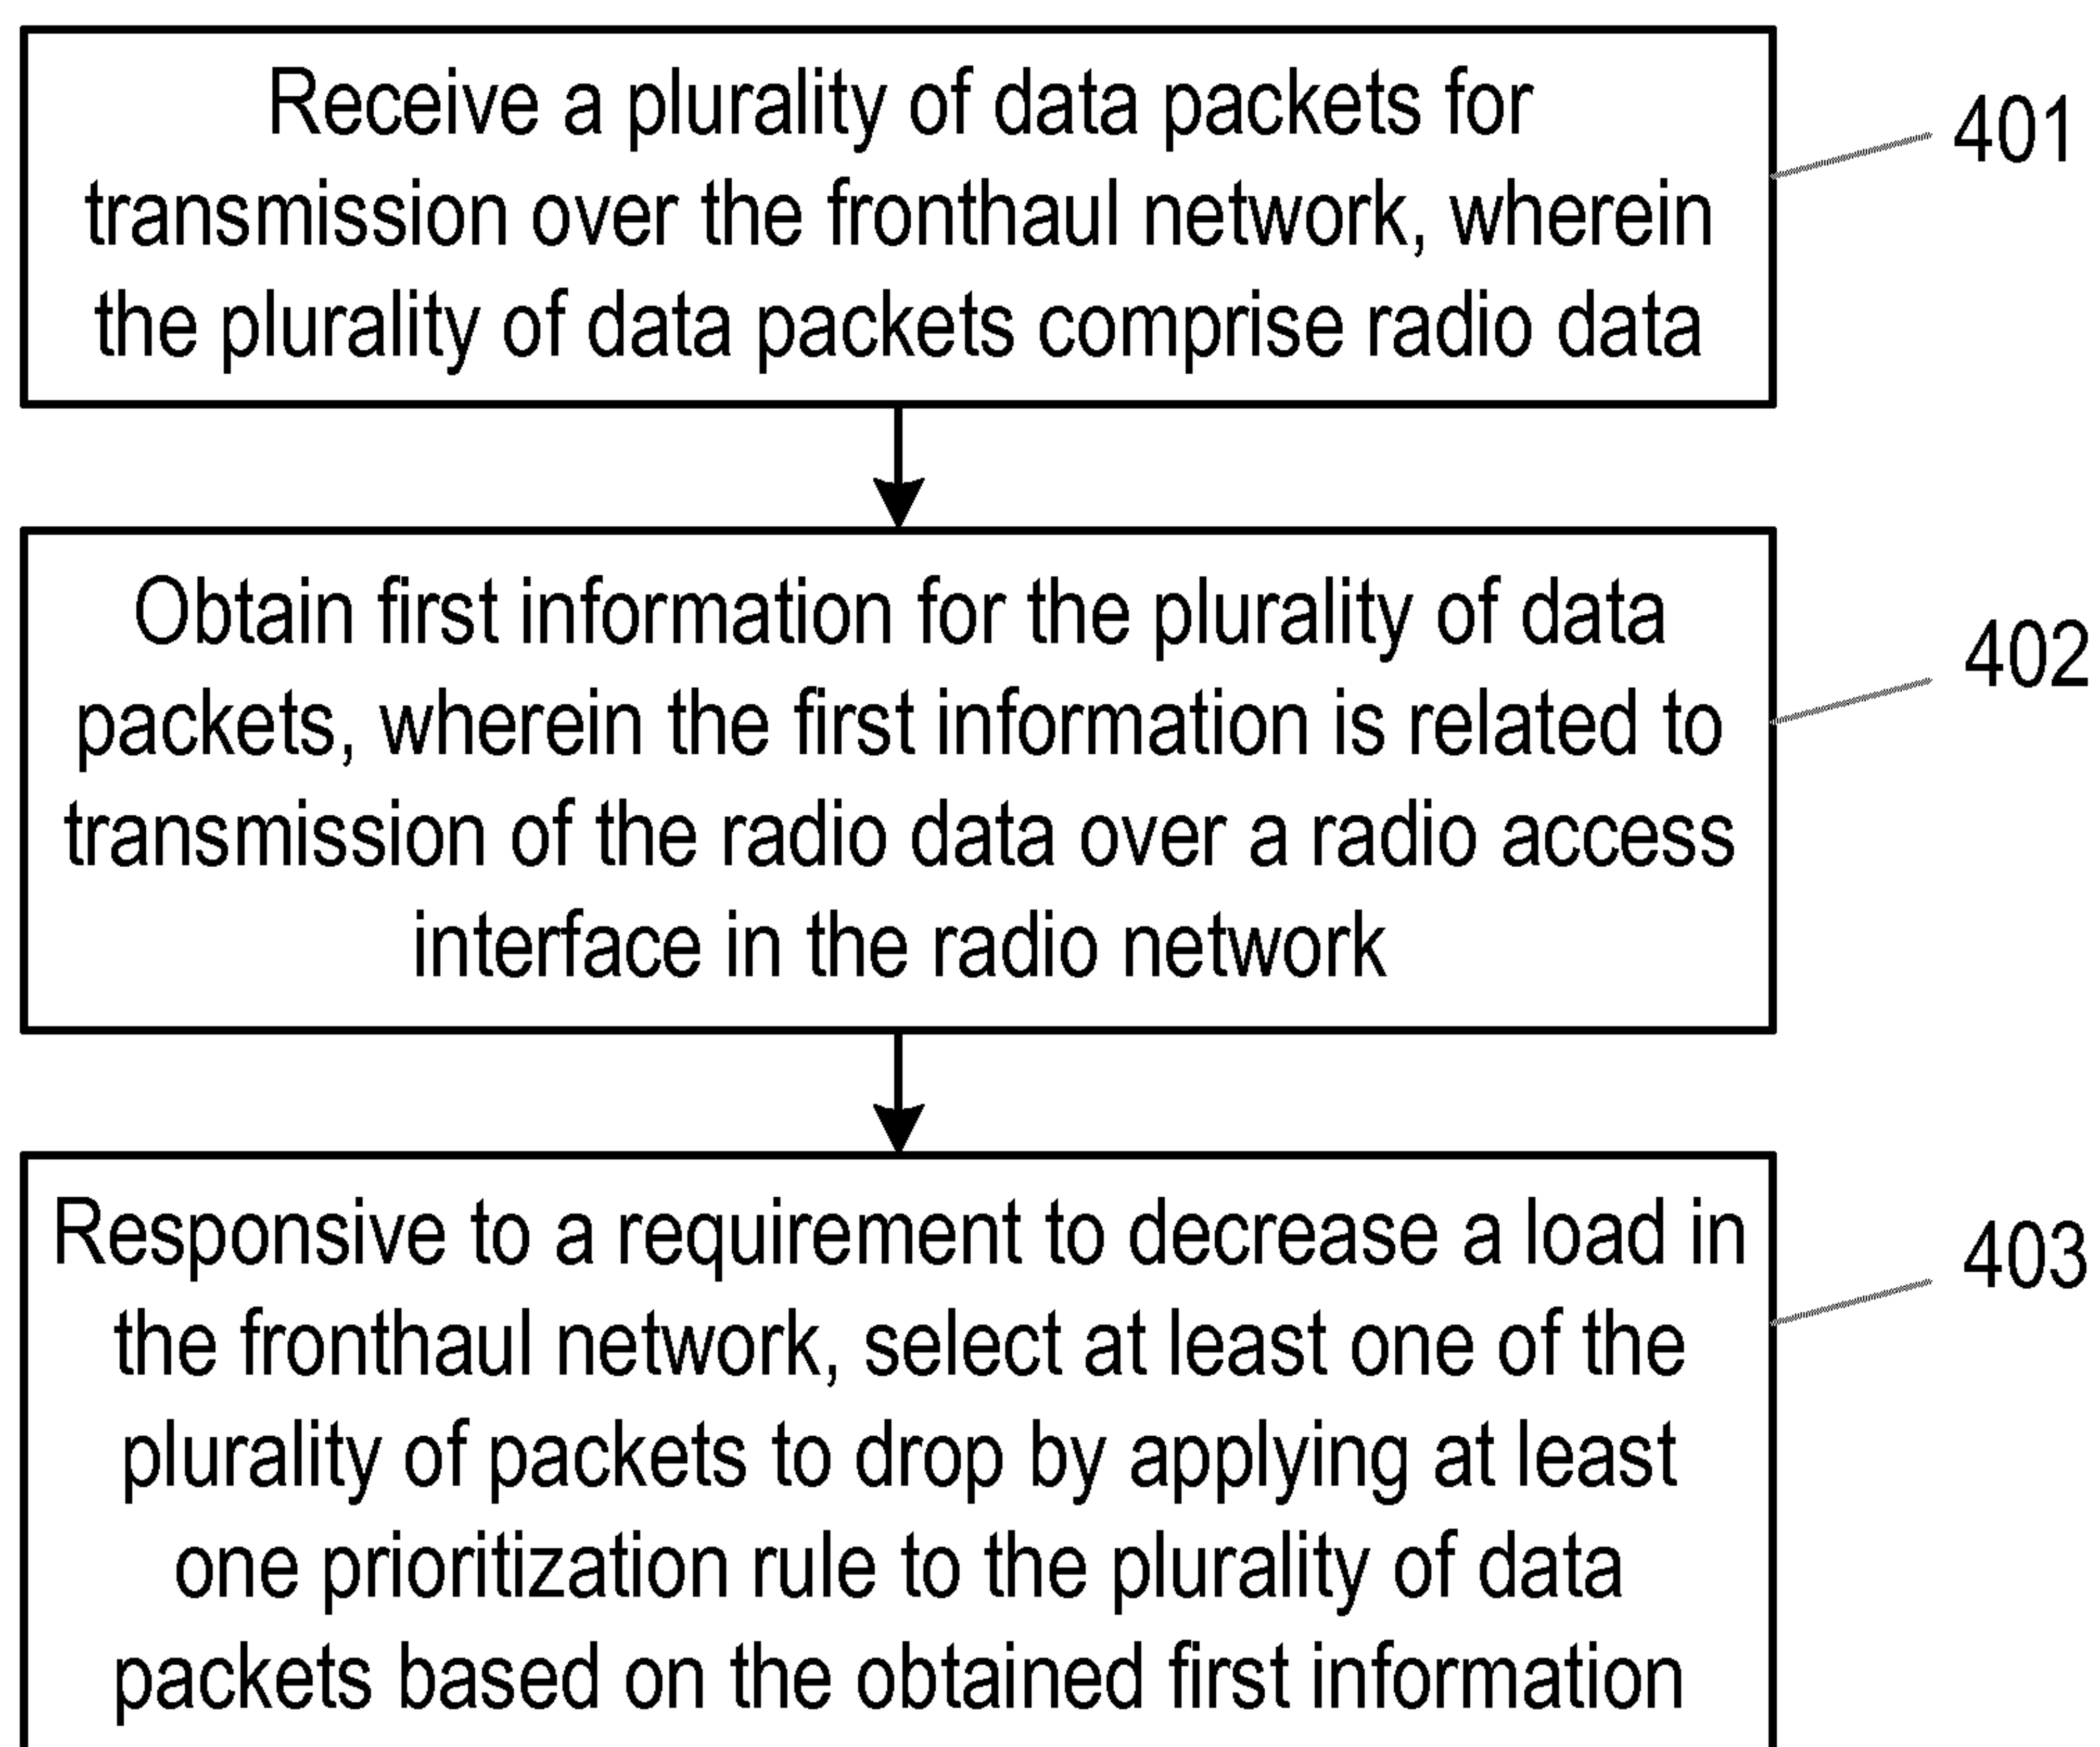 Receive a plurality of data packets for
transmission over the fronthaul network, wherein
the plurality of data packets comprise radio data
401
Obtain first information for the plurality of data
packets, wherein the first information is related to
transmission of the radio data over a radio access
interface in the radio network
402
Responsive to a requirement to decrease a load in
the fronthaul network, select at least one of the
plurality of packets to drop by applying at least
one prioritization rule to the plurality of data
packets based on the obtained first information
403